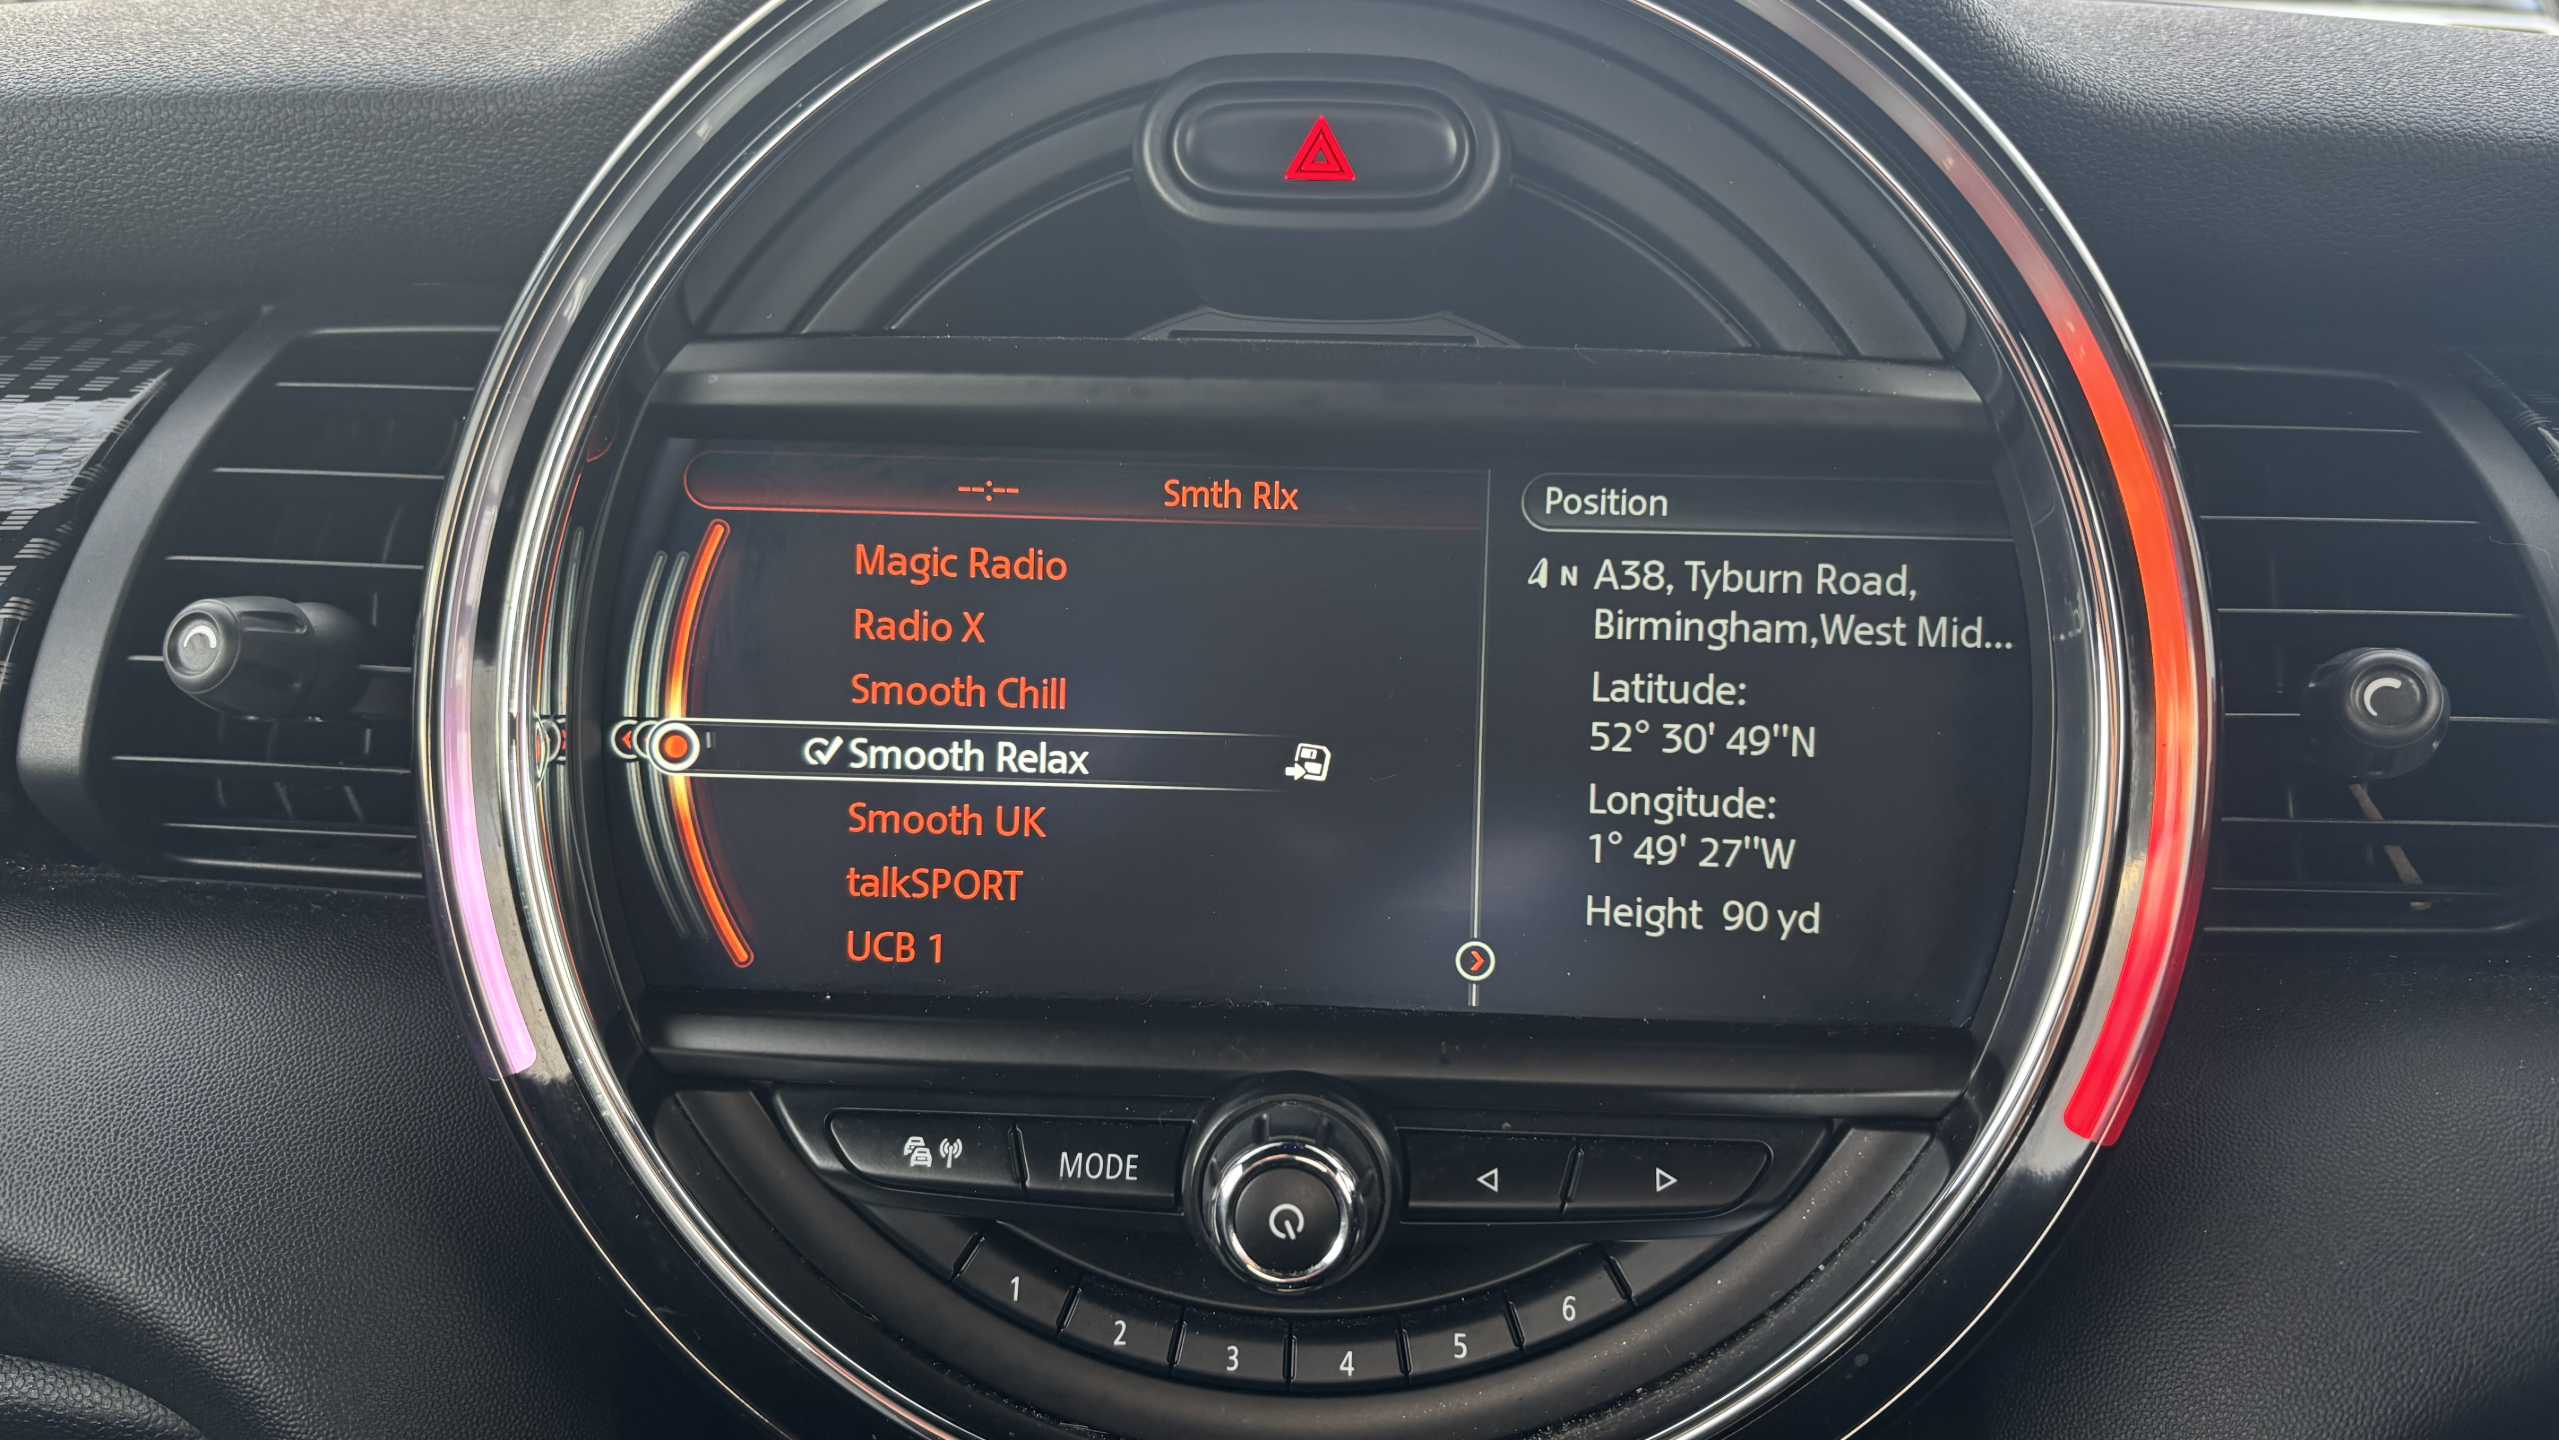 --:-- Smth Rlx
Magic Radio
Radio X
Smooth Chill
Smooth Relax
Smooth UK
talkSPORT
UCB 1
Position
N A38, Tyburn Road,
Birmingham,West Mid...
Latitude:
52° 30' 49"N
Longitude:
1° 49' 27"W
Height 90 yd
MODE
1
2
3
4
5
6